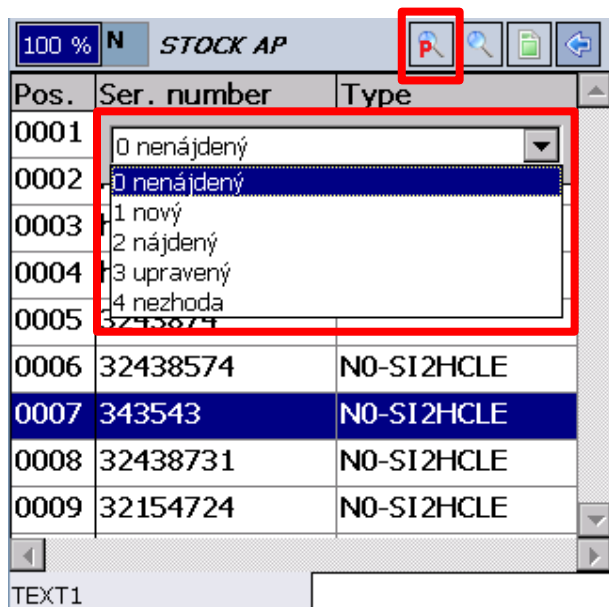 100 % N STOCK AP P
Pos. Ser. number Type
0001
0 nenájdený
0002 0 nenájdený
0003 1 nový
2 nájdený
0004 3 upravený
4 nezhoda
0005 3243874
0006 32438574 N0-SI2HCLE
0007 343543 N0-SI2HCLE
0008 32438731 N0-SI2HCLE
0009 32154724 N0-SI2HCLE
TEXT1